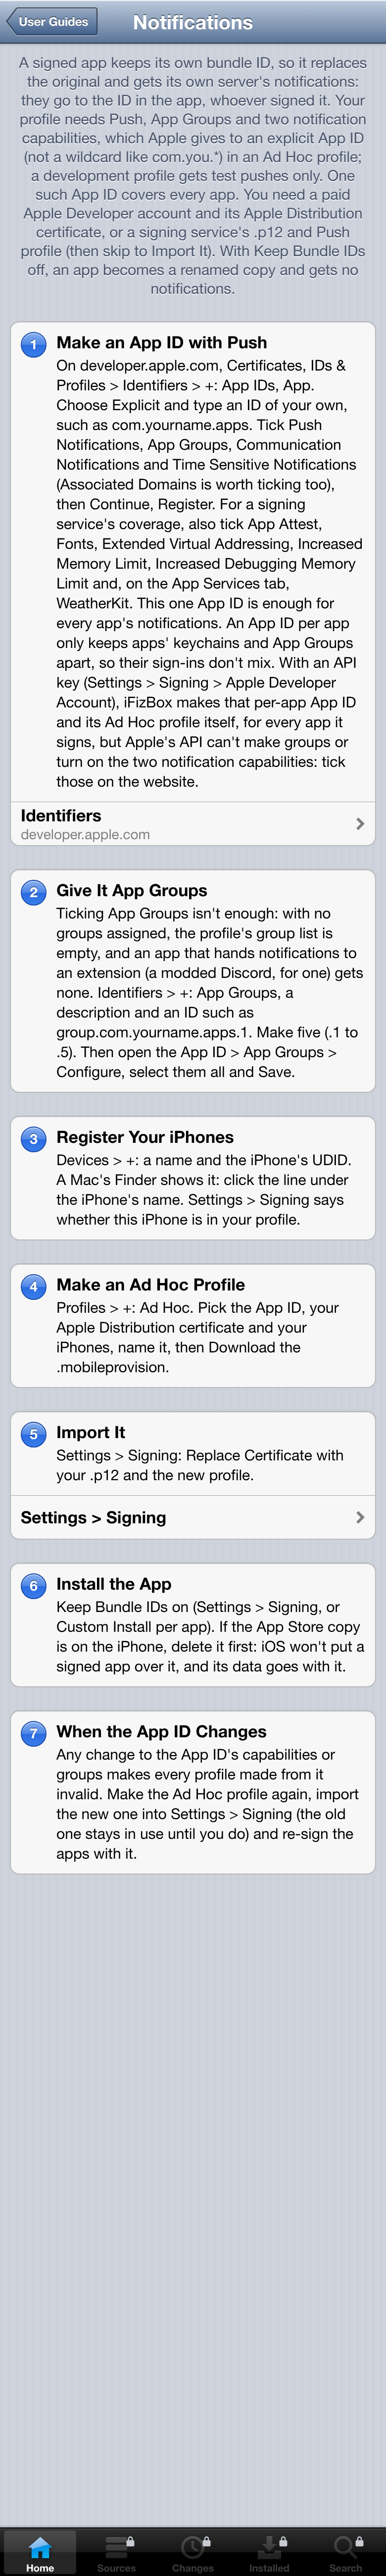 User Guides
Notifications
A signed app keeps its own bundle ID, so it replaces
the original and gets its own server's notifications:
they go to the ID in the app, whoever signed it. Your
profile needs Push, App Groups and two notification
capabilities, which Apple gives to an explicit App ID
(not a wildcard like com.you.*) in an Ad Hoc profile;
a development profile gets test pushes only. One
such App ID covers every app. You need a paid
Apple Developer account and its Apple Distribution
certificate, or a signing service's .p12 and Push
profile (then skip to Import It). With Keep Bundle IDs
off, an app becomes a renamed copy and gets no
notifications.
1
Make an App ID with Push
On developer.apple.com, Certificates, IDs &
Profiles > Identifiers > +: App IDs, App.
Choose Explicit and type an ID of your own,
such as com.yourname.apps. Tick Push
Notifications, App Groups, Communication
Notifications and Time Sensitive Notifications
(Associated Domains is worth ticking too),
then Continue, Register. For a signing
service's coverage, also tick App Attest,
Fonts, Extended Virtual Addressing, Increased
Memory Limit, Increased Debugging Memory
Limit and, on the App Services tab,
WeatherKit. This one App ID is enough for
every app's notifications. An App ID per app
only keeps apps' keychains and App Groups
apart, so their sign-ins don't mix. With an API
key (Settings > Signing > Apple Developer
Account), iFizBox makes that per-app App ID
and its Ad Hoc profile itself, for every app it
signs, but Apple's API can't make groups or
turn on the two notification capabilities: tick
those on the website.
Identifiers
developer.apple.com
2
Give It App Groups
Ticking App Groups isn't enough: with no
groups assigned, the profile's group list is
empty, and an app that hands notifications to
an extension (a modded Discord, for one) gets
none. Identifiers > +: App Groups, a
description and an ID such as
group.com.yourname.apps.1. Make five (.1 to
.5). Then open the App ID > App Groups >
Configure, select them all and Save.
3
Register Your iPhones
Devices > +: a name and the iPhone's UDID.
A Mac's Finder shows it: click the line under
the iPhone's name. Settings > Signing says
whether this iPhone is in your profile.
4
Make an Ad Hoc Profile
Profiles > +: Ad Hoc. Pick the App ID, your
Apple Distribution certificate and your
iPhones, name it, then Download the
.mobileprovision.
5
Import It
Settings > Signing: Replace Certificate with
your .p12 and the new profile.
Settings > Signing
6
Install the App
Keep Bundle IDs on (Settings > Signing, or
Custom Install per app). If the App Store copy
is on the iPhone, delete it first: iOS won't put a
signed app over it, and its data goes with it.
7
When the App ID Changes
Any change to the App ID's capabilities or
groups makes every profile made from it
invalid. Make the Ad Hoc profile again, import
the new one into Settings > Signing (the old
one stays in use until you do) and re-sign the
apps with it.
Home
Sources
Changes
Installed
Search